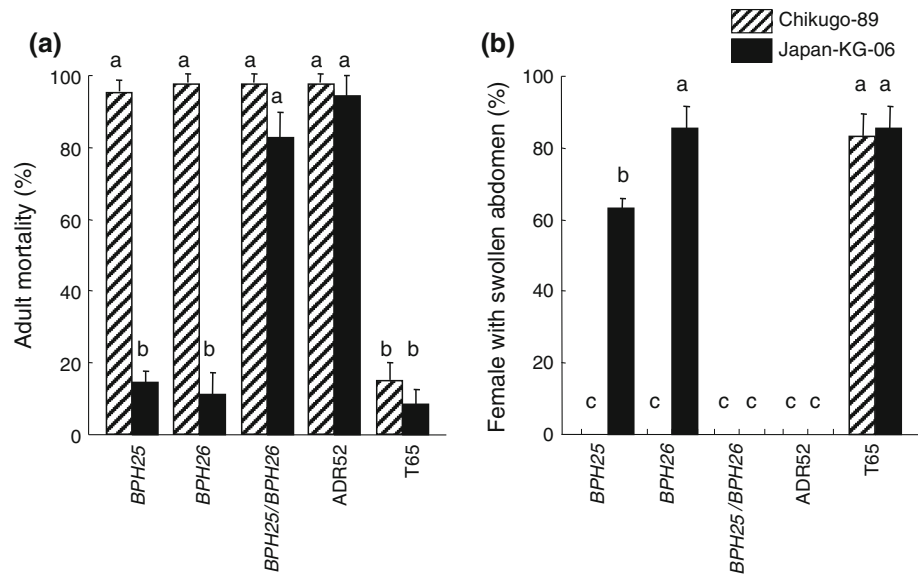 (a)
a a a a a a a b b b b
Adult mortality (%)
100
80
60
40
20
0
BPH25
BPH26
BPH25/BPH26
ADR52
T65
(b)
Chikugo-89
Japan-KG-06
c b c a c c c c a a
Female with swollen abdomen (%)
100
80
60
40
20
0
BPH25
BPH26
BPH25/BPH26
ADR52
T65